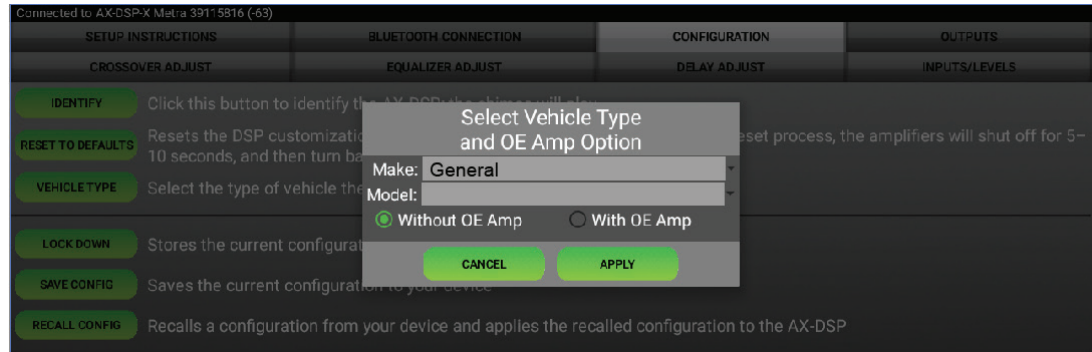 Connected to AX-DSP-X Metra 39115816 (-63)
SETUP INSTRUCTIONS BLUETOOTH CONNECTION CONFIGURATION OUTPUTS
CROSSOVER ADJUST EQUALIZER ADJUST DELAY ADJUST INPUTS/LEVELS
IDENTIFY Click this button to identify the AX-DSP; the chimes will play
Select Vehicle Type
and OE Amp Option
RESET TO DEFAULTS Resets the DSP eset process, the amplifiers will shut off for 5–
10 seconds, and then turn
Make: General
VEHICLE TYPE Select the type of vehicle the
Model:
Without OE Amp With OE Amp
LOCK DOWN Stores the current
CANCEL APPLY
SAVE CONFIG Saves the current configuration to your device
RECALL CONFIG Recalls a configuration from your device and applies the recalled configuration to the AX-DSP